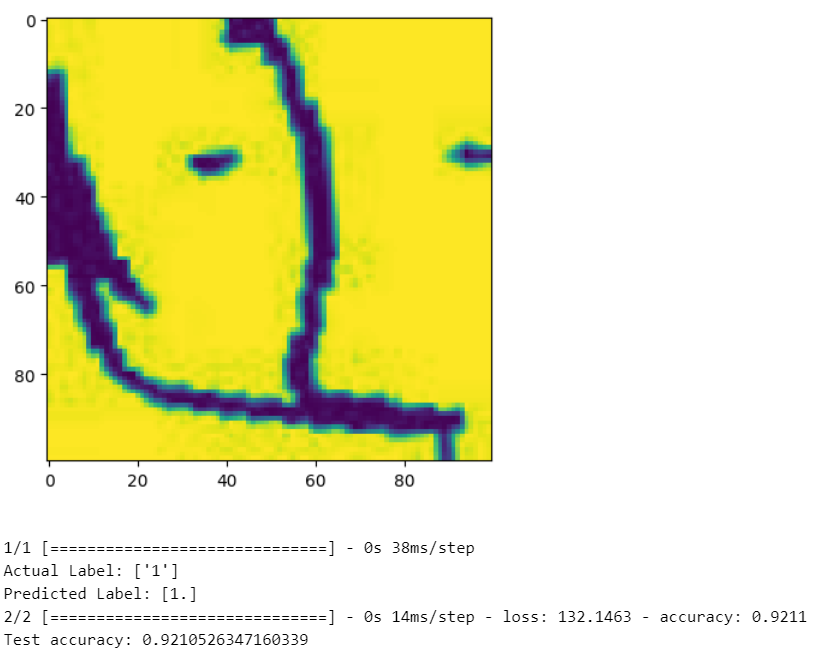 0
20
40
60
80
0 20 40 60 80
1/1 [==============================] - 0s 38ms/step
Actual Label: ['1']
Predicted Label: [1.]
2/2 [==============================] - 0s 14ms/step - loss: 132.1463 - accuracy: 0.9211
Test accuracy: 0.9210526347160339